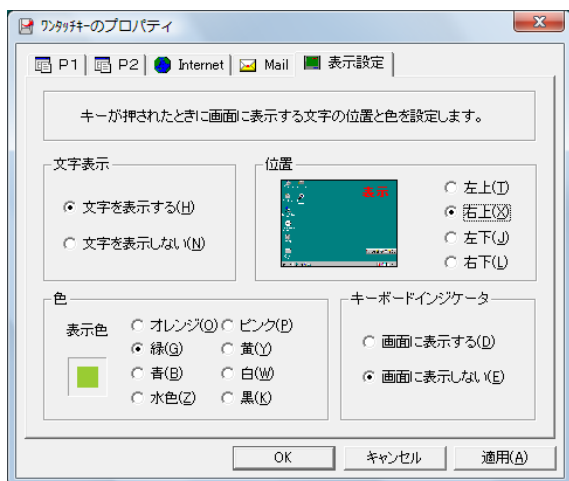 ワンタッチキーのプロパティ
P1 P2 Internet Mail 表示設定
キーが押されたときに画面に表示する文字の位置と色を設定します。
文字表示
文字を表示する(H)
文字を表示しない(N)
位置
表示
左上(T)
右上(X)
左下(J)
右下(L)
色
表示色
オレンジ(O) ピンク(P)
緑(G) 黄(Y)
青(B) 白(W)
水色(Z) 黒(K)
キーボードインジケータ
画面に表示する(D)
画面に表示しない(E)
OK キャンセル 適用(A)